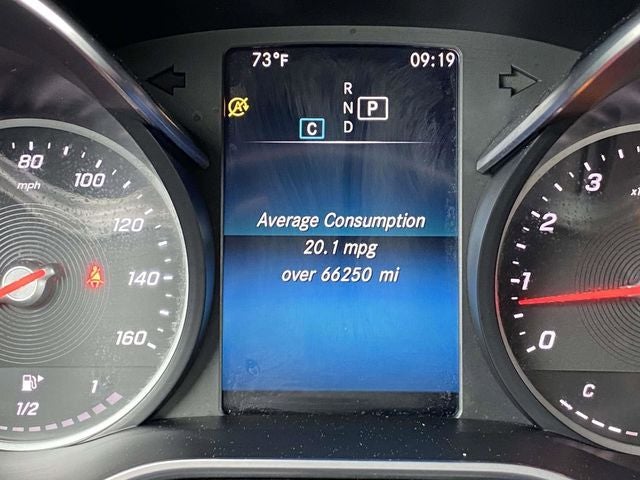 73°F 09:19
R
N P
C D
Average Consumption
20.1 mpg
over 66250 mi
80
mph
100
120
140
160
1/2 1
3
2
1
0
x1
C